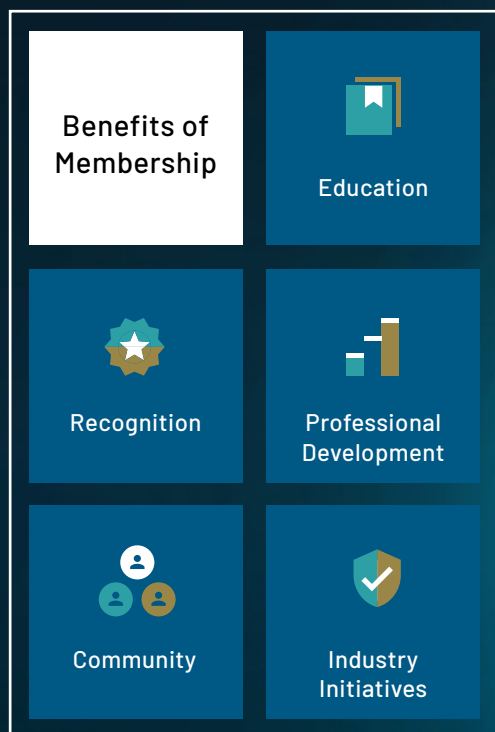 Benefits of
Membership
Education
Recognition
Professional
Development
Community
Industry
Initiatives